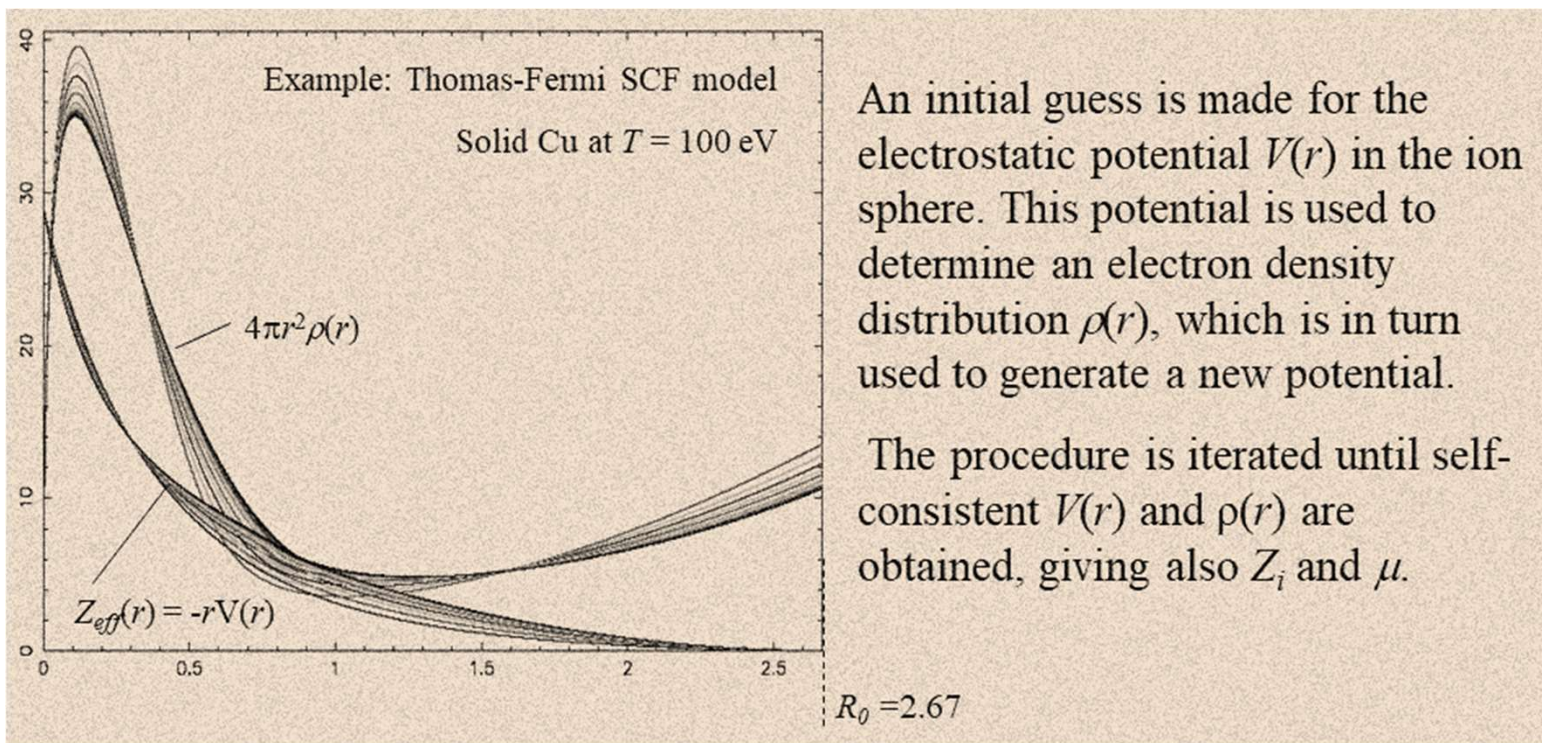 40
30
20
10
0
Example: Thomas-Fermi SCF model
Solid Cu at T = 100 eV
4πr²ρ(r)
Z_eff(r) = -rV(r)
0 0.5 1 1.5 2 2.5
R₀ =2.67
An initial guess is made for the
electrostatic potential V(r) in the ion
sphere. This potential is used to
determine an electron density
distribution ρ(r), which is in turn
used to generate a new potential.
The procedure is iterated until self-
consistent V(r) and ρ(r) are
obtained, giving also Zᵢ and μ.